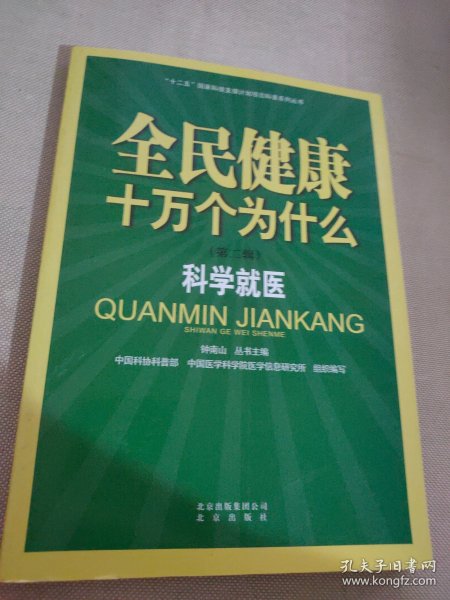 "十二五"国家科技支撑计划项目科普系列丛书
全民健康
十万个为什么
(第二辑)
科学就医
QUANMIN JIANKANG
SHIWAN GE WEI SHENME
钟南山 丛书主编
中国科协科普部 中国医学科学院医学信息研究所 组织编写
北京出版集团公司
北京出版社
孔夫子旧书网
www.kongfz.com